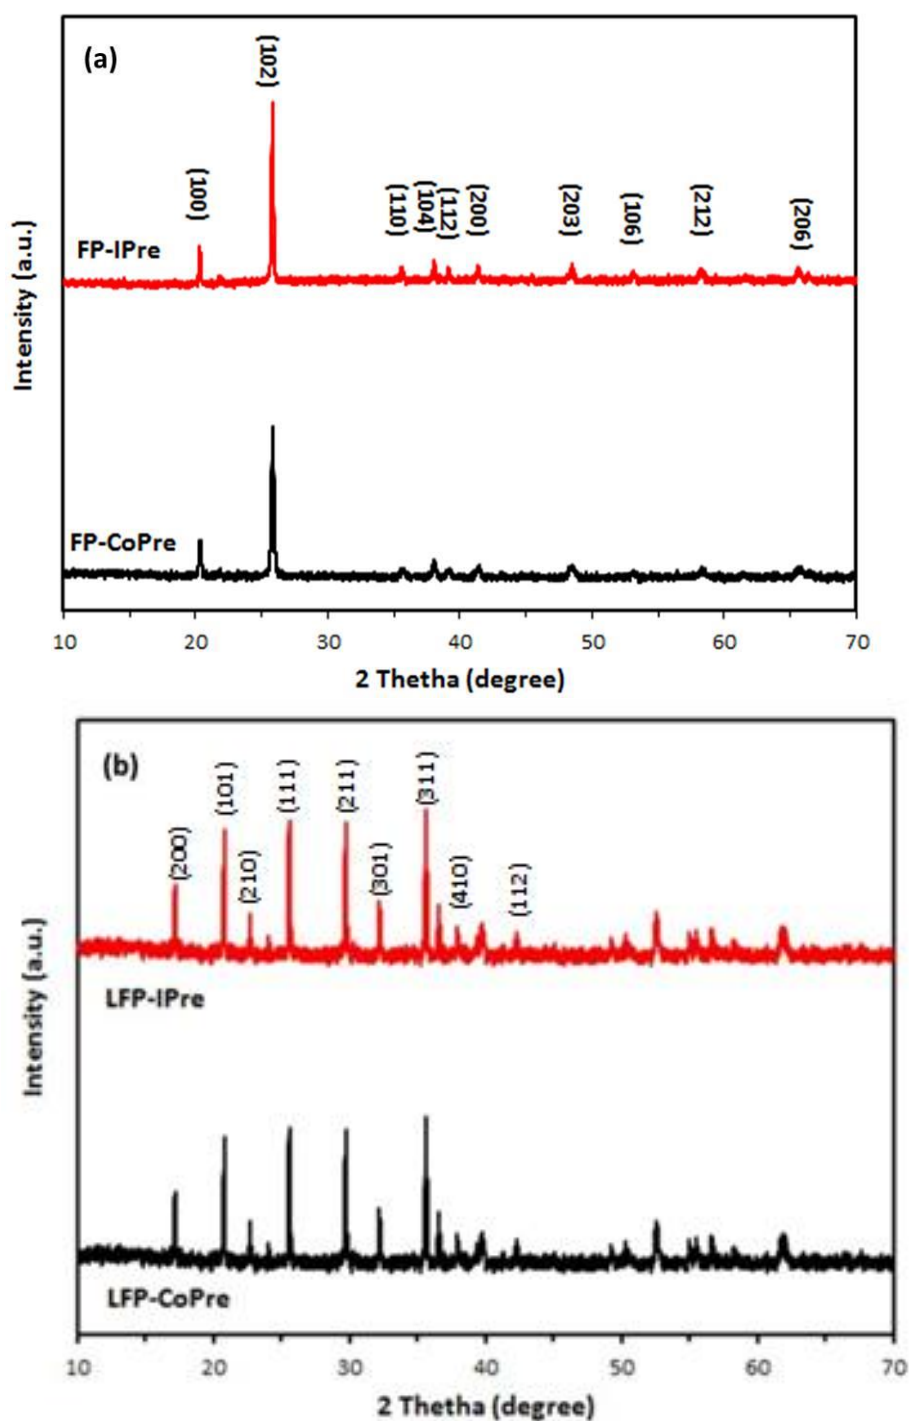 (a)
(102)
(100)
(110)
(104)
(112)
(200)
(203)
(106)
(212)
(206)
FP-IPre
FP-CoPre
Intensity (a.u.)
10 20 30 40 50 60 70
2 Thetha (degree)
(b)
(200)
(101)
(210)
(111)
(211)
(301)
(311)
(410)
(112)
LFP-IPre
LFP-CoPre
Intensity (a.u.)
10 20 30 40 50 60 70
2 Thetha (degree)